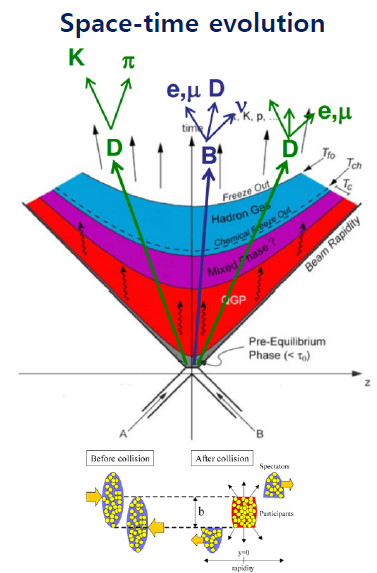 Space-time evolution
K π
e,μ D
ν
K, p, ...
e,μ
time
D B D
T_fo
T_ch
T_c
Freeze Out
Hadron Gas
Chemical Freeze Out
Mixed Phase ?
Beam Rapidity
QGP
Pre-Equilibrium
Phase (< τ₀)
z
A B
Before collision After collision
Spectators
b
Participants
y=0
rapidity